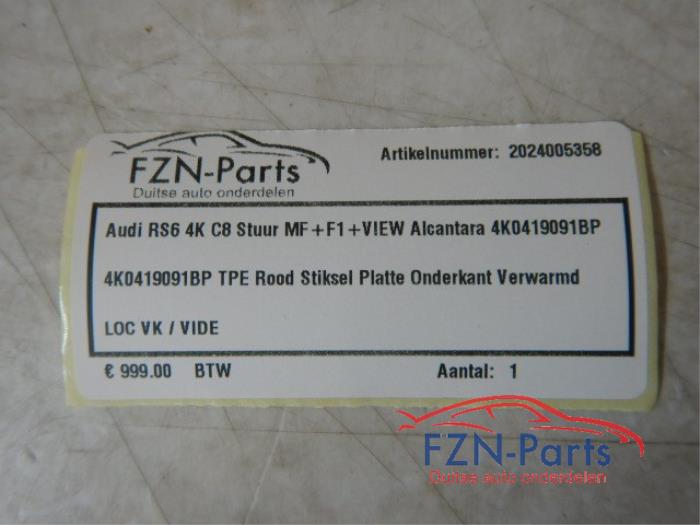 FZN-Parts
Duitse auto onderdelen
Artikelnummer: 2024005358
Audi RS6 4K C8 Stuur MF+F1+VIEW Alcantara 4K0419091BP
4K0419091BP TPE Rood Stiksel Platte Onderkant Verwarmd
LOC VK / VIDE
€ 999.00 BTW Aantal: 1
FZN-Parts
Duitse auto onderdelen